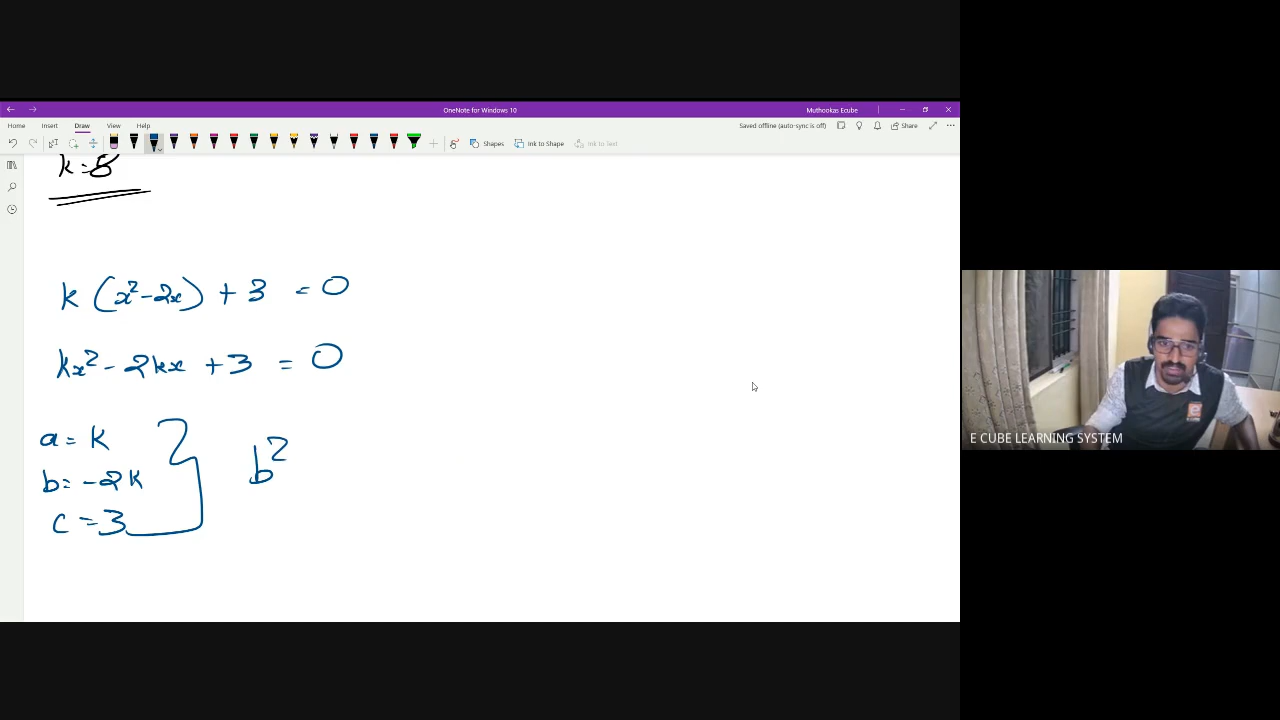 OneNote for Windows 10
Muthookas Ecube
Home Insert Draw View Help
Saved offline (auto-sync is off)
Share
Shapes
Ink to Shape
Ink to Text
k = 8
k (x² - 2x) + 3 = 0
kx² - 2kx + 3 = 0
a = k
b = -2k
c = 3
b²
E CUBE LEARNING SYSTEM